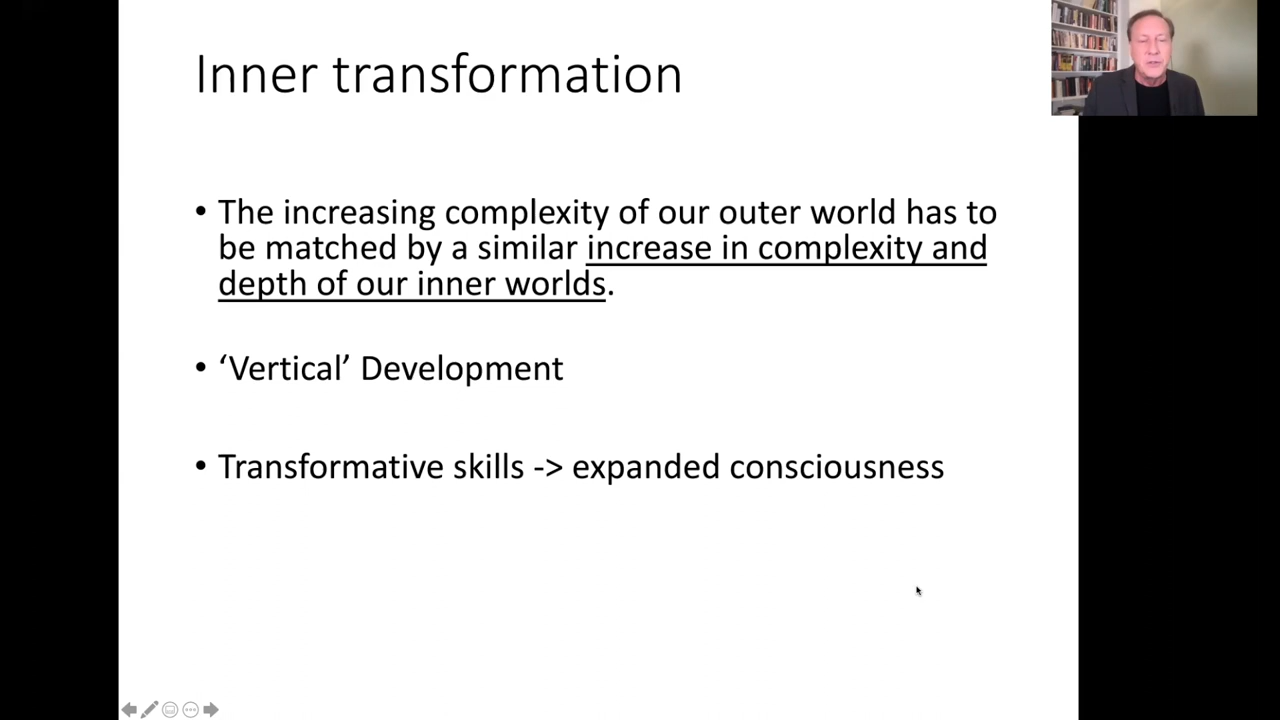 Inner transformation
• The increasing complexity of our outer world has to
be matched by a similar increase in complexity and
depth of our inner worlds.
• ‘Vertical’ Development
• Transformative skills -> expanded consciousness